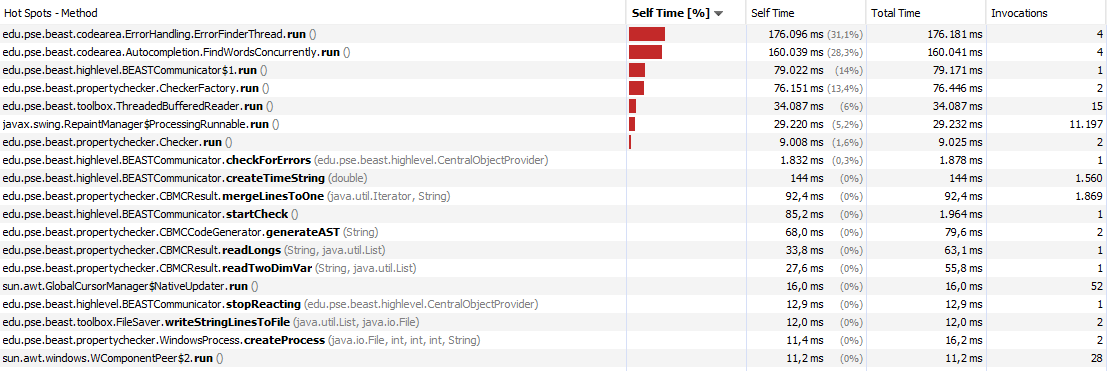 Hot Spots - Method Self Time [%] Self Time Total Time Invocations
edu.pse.beast.codearea.ErrorHandling.ErrorFinderThread.run () 176.096 ms (31,1%) 176.181 ms 4
edu.pse.beast.codearea.Autocompletion.FindWordsConcurrently.run () 160.039 ms (28,3%) 160.041 ms 4
edu.pse.beast.highlevel.BEASTCommunicator$1.run () 79.022 ms (14%) 79.171 ms 1
edu.pse.beast.propertychecker.CheckerFactory.run () 76.151 ms (13,4%) 76.446 ms 2
edu.pse.beast.toolbox.ThreadedBufferedReader.run () 34.087 ms (6%) 34.087 ms 15
javax.swing.RepaintManager$ProcessingRunnable.run () 29.220 ms (5,2%) 29.232 ms 11.197
edu.pse.beast.propertychecker.Checker.run () 9.008 ms (1,6%) 9.025 ms 2
edu.pse.beast.highlevel.BEASTCommunicator.checkForErrors (edu.pse.beast.highlevel.CentralObjectProvider) 1.832 ms (0,3%) 1.878 ms 1
edu.pse.beast.highlevel.BEASTCommunicator.createTimeString (double) 144 ms (0%) 144 ms 1.560
edu.pse.beast.propertychecker.CBMCResult.mergeLinesToOne (java.util.Iterator, String) 92,4 ms (0%) 92,4 ms 1.869
edu.pse.beast.highlevel.BEASTCommunicator.startCheck () 85,2 ms (0%) 1.964 ms 1
edu.pse.beast.propertychecker.CBMCCodeGenerator.generateAST (String) 68,0 ms (0%) 79,6 ms 2
edu.pse.beast.propertychecker.CBMCResult.readLongs (String, java.util.List) 33,8 ms (0%) 63,1 ms 1
edu.pse.beast.propertychecker.CBMCResult.readTwoDimVar (String, java.util.List) 27,6 ms (0%) 55,8 ms 1
sun.awt.GlobalCursorManager$NativeUpdater.run () 16,0 ms (0%) 16,0 ms 52
edu.pse.beast.highlevel.BEASTCommunicator.stopReacting (edu.pse.beast.highlevel.CentralObjectProvider) 12,9 ms (0%) 12,9 ms 1
edu.pse.beast.toolbox.FileSaver.writeStringLinesToFile (java.util.List, java.io.File) 12,0 ms (0%) 12,0 ms 2
edu.pse.beast.propertychecker.WindowsProcess.createProcess (java.io.File, int, int, int, String) 11,4 ms (0%) 16,2 ms 2
sun.awt.windows.WComponentPeer$2.run () 11,2 ms (0%) 11,2 ms 28